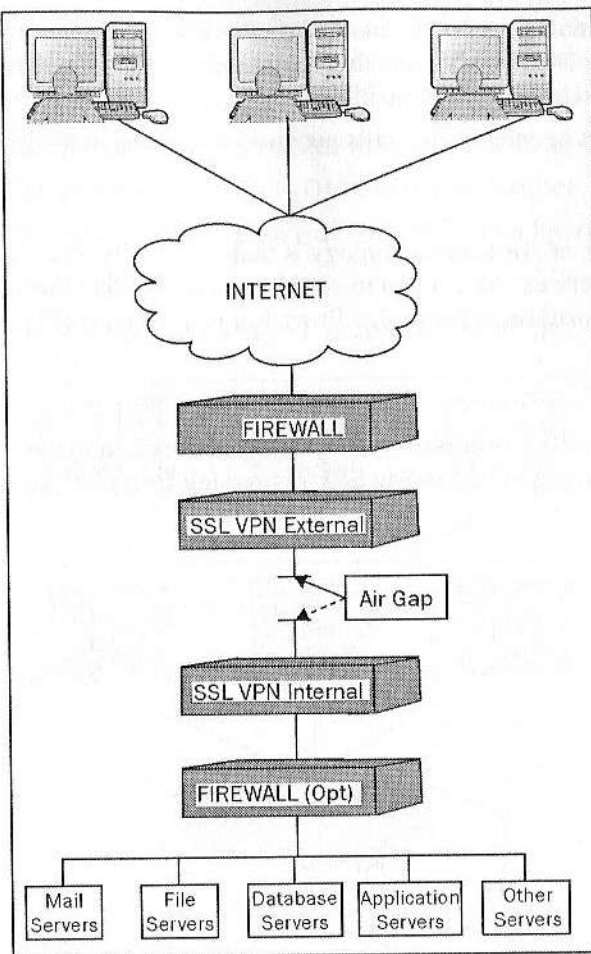 INTERNET
FIREWALL
SSL VPN External
Air Gap
SSL VPN Internal
FIREWALL (Opt)
Mail
Servers
File
Servers
Database
Servers
Application
Servers
Other
Servers